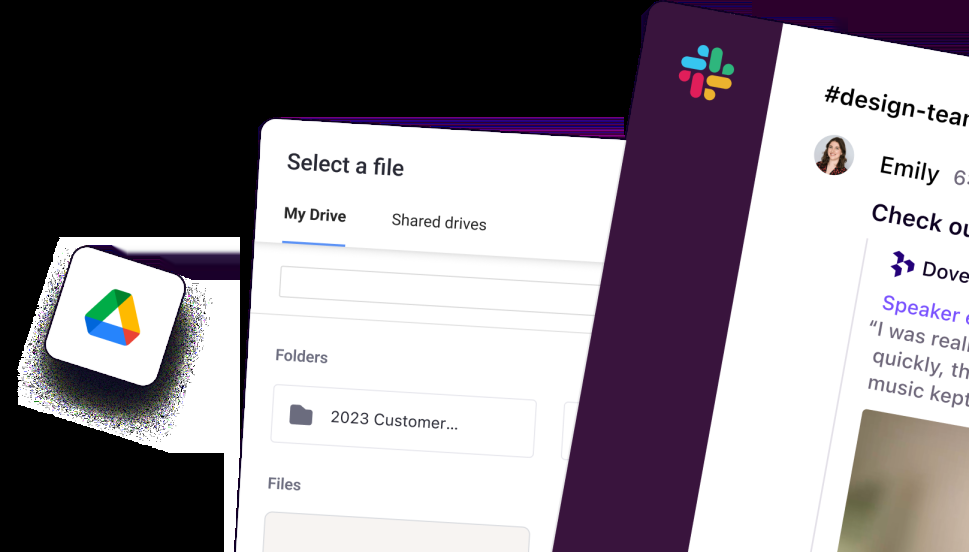 Select a file
My Drive
Shared drives
Folders
2023 Customer...
Files
#design-tear
Emily 6:
Check ou
Dove
Speaker e
“I was reall
quickly, th
music kept